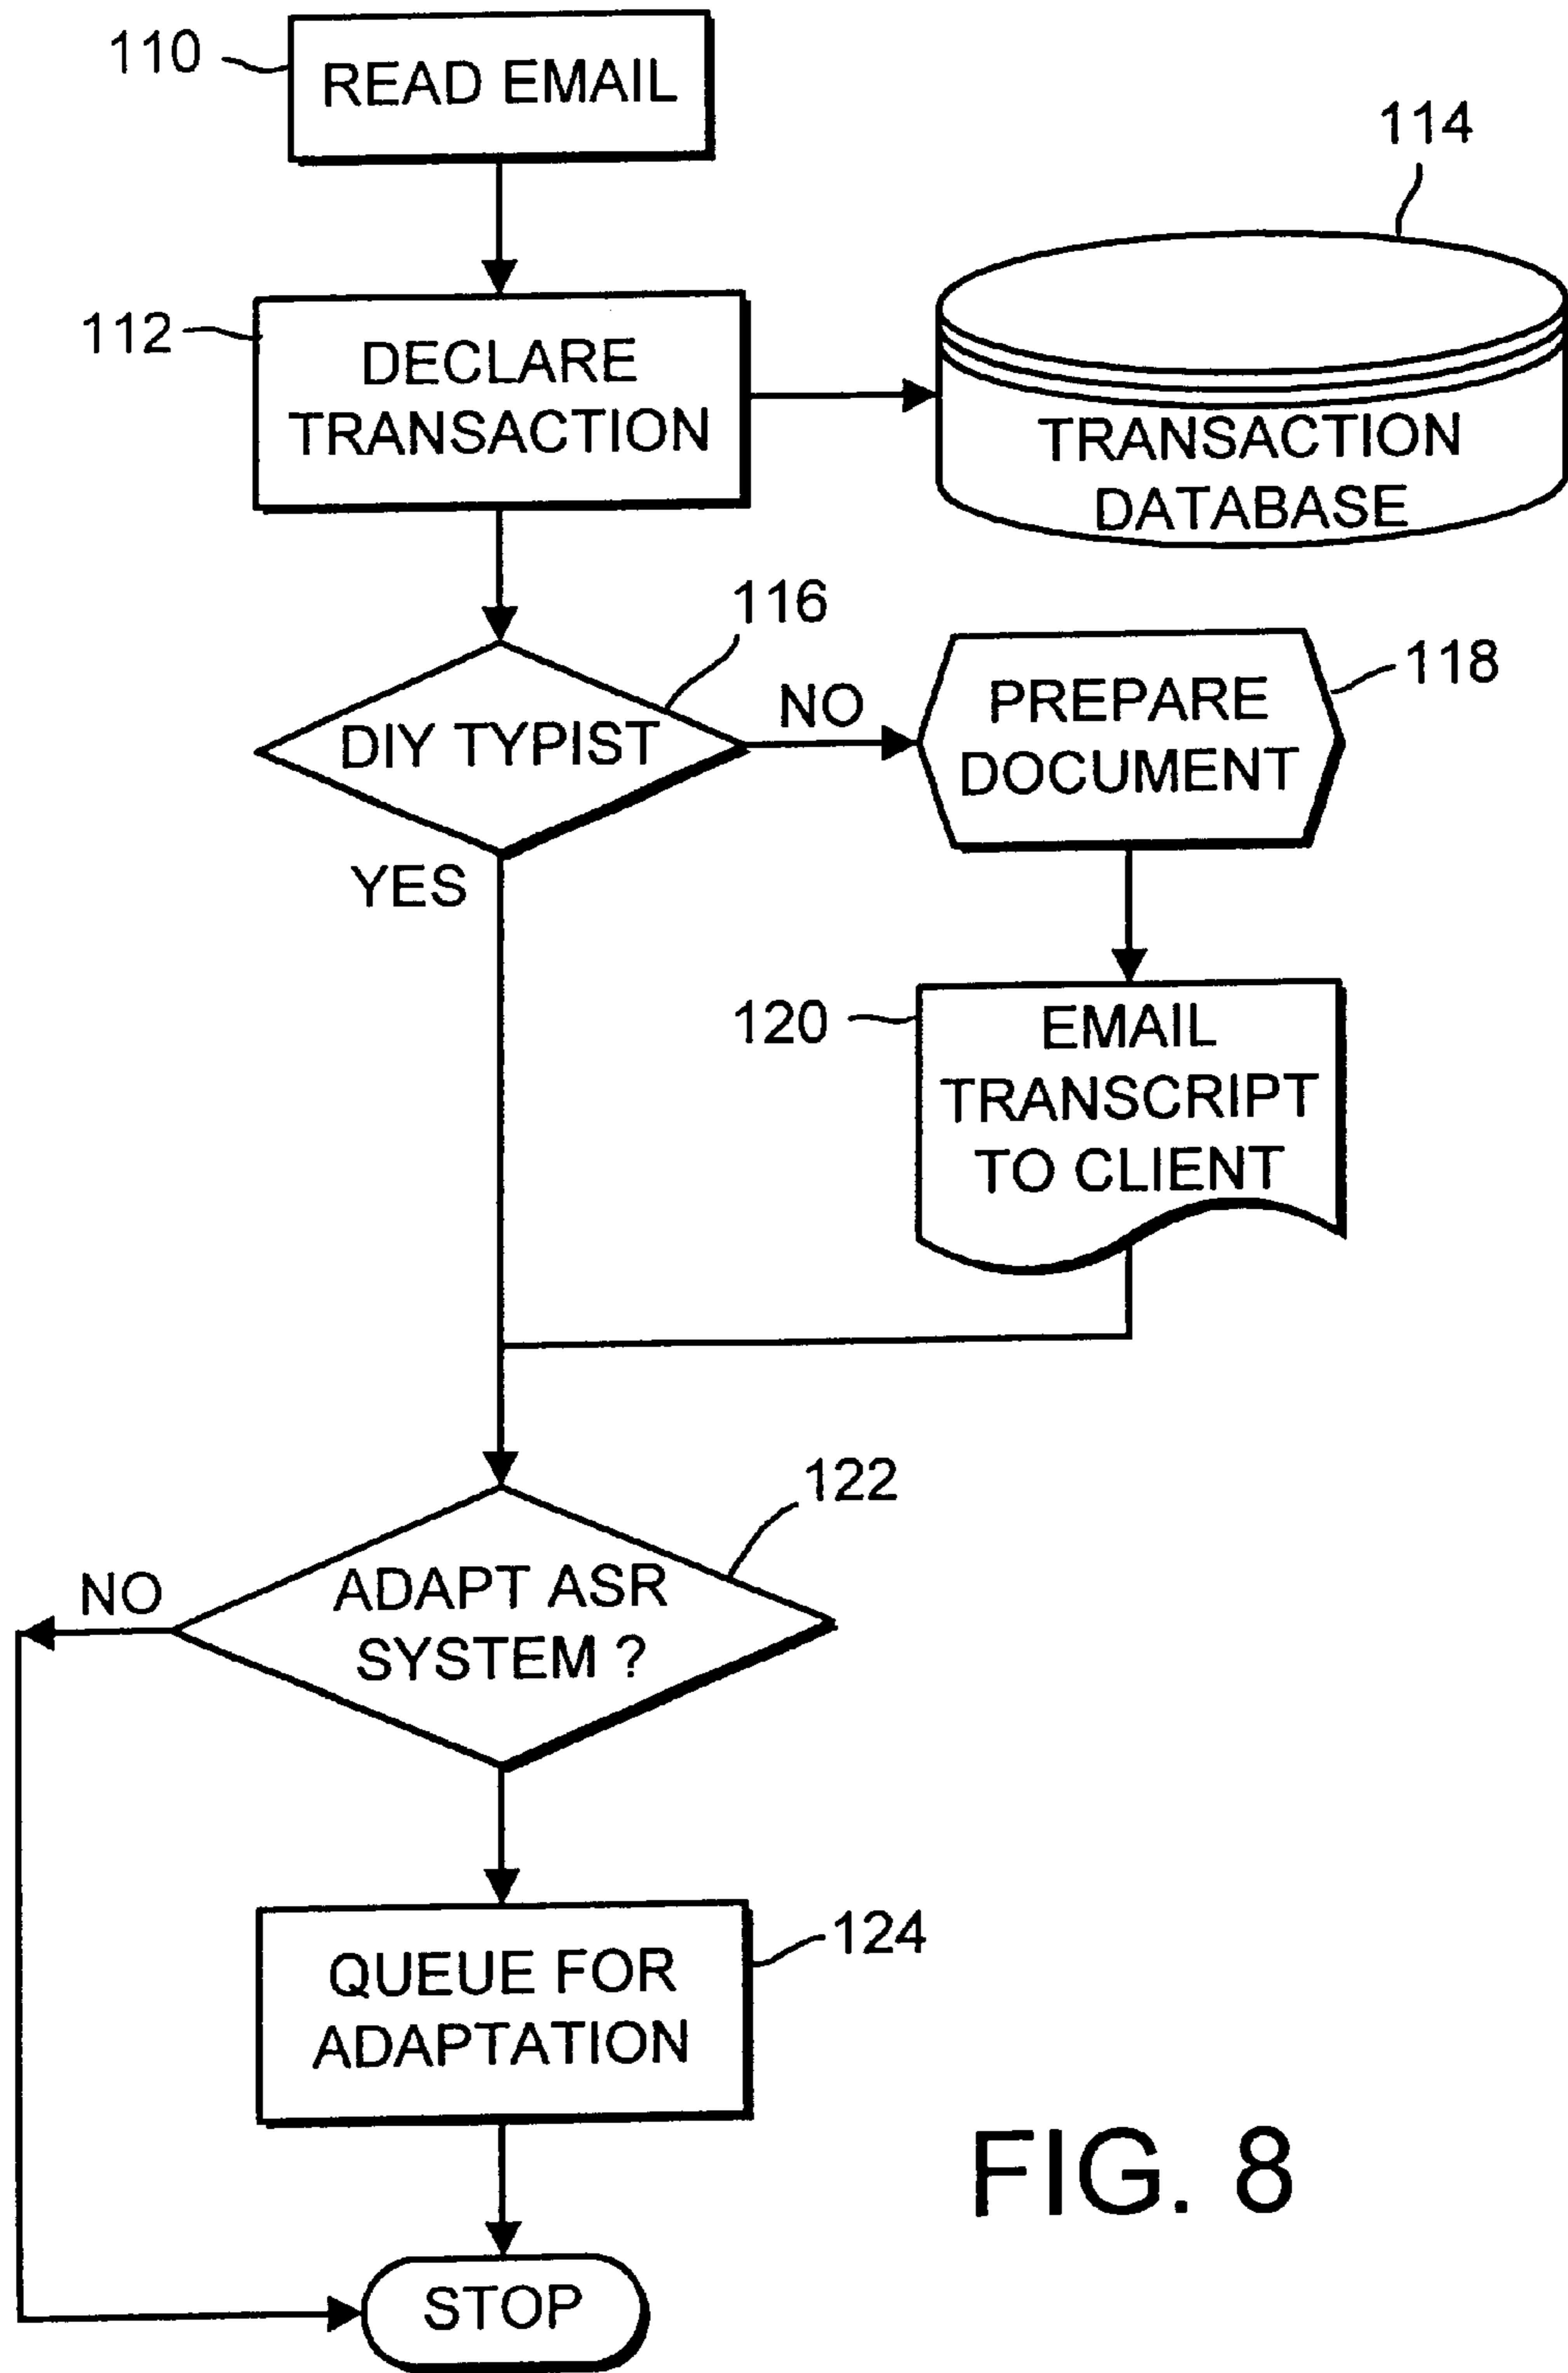 110
READ EMAIL
114
112
DECLARE
TRANSACTION
TRANSACTION
DATABASE
116
118
NO
PREPARE
DOCUMENT
DIY TYPIST
YES
120
EMAIL
TRANSCRIPT
TO CLIENT
122
NO
ADAPT ASR
SYSTEM ?
124
QUEUE FOR
ADAPTATION
FIG. 8
STOP